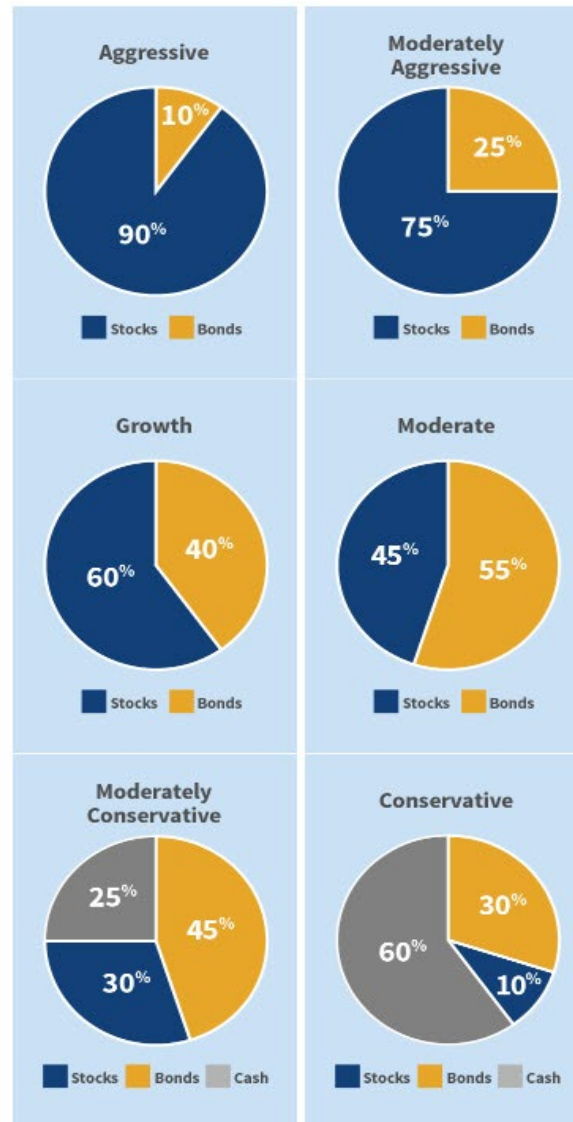 Aggressive
10%
90%
Stocks Bonds
Moderately
Aggressive
25%
75%
Stocks Bonds
Growth
40%
60%
Stocks Bonds
Moderate
45%
55%
Stocks Bonds
Moderately
Conservative
25%
45%
30%
Stocks Bonds Cash
Conservative
30%
60%
10%
Stocks Bonds Cash